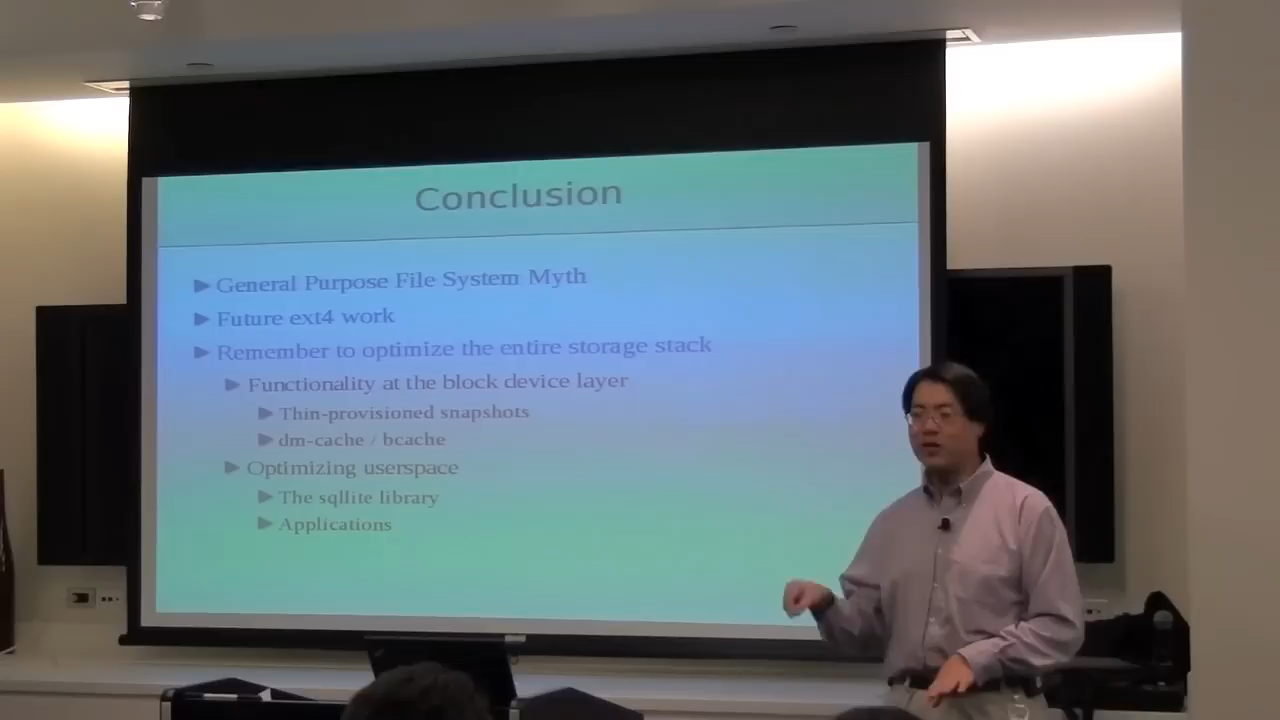 Conclusion
General Purpose File System Myth
Future ext4 work
Remember to optimize the entire storage stack
Functionality at the block device layer
Thin-provisioned snapshots
dm-cache / bcache
Optimizing userspace
The sqllite library
Applications